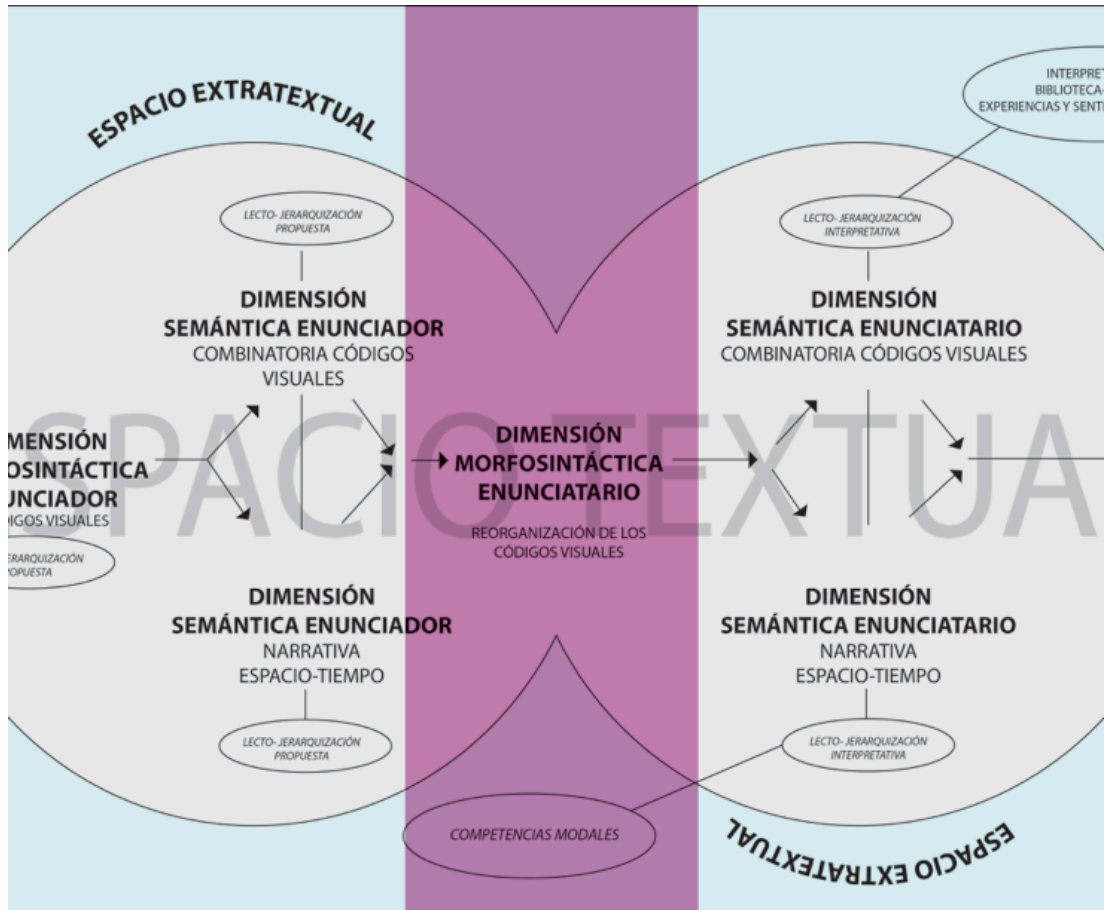 ESPACIO EXTRATEXTUAL
INTERPRET
BIBLIOTECA-
EXPERIENCIAS Y SENT
LECTO- JERARQUIZACIÓN
PROPUESTA
LECTO- JERARQUIZACIÓN
INTERPRETATIVA
DIMENSIÓN
SEMÁNTICA ENUNCIADOR
COMBINATORIA CÓDIGOS
VISUALES
DIMENSIÓN
SEMÁNTICA ENUNCIATARIO
COMBINATORIA CÓDIGOS VISUALES
SPACIO TEXTUA
MENSIÓN
OSINTÁCTICA
UNCIADOR
DIGOS VISUALES
ERARQUIZACIÓN
ROPUESTA
DIMENSIÓN
MORFOSINTÁCTICA
ENUNCIATARIO
REORGANIZACIÓN DE LOS
CÓDIGOS VISUALES
DIMENSIÓN
SEMÁNTICA ENUNCIADOR
NARRATIVA
ESPACIO-TIEMPO
DIMENSIÓN
SEMÁNTICA ENUNCIATARIO
NARRATIVA
ESPACIO-TIEMPO
LECTO- JERARQUIZACIÓN
PROPUESTA
LECTO- JERARQUIZACIÓN
INTERPRETATIVA
COMPETENCIAS MODALES
ESPACIO EXTRATEXTUAL